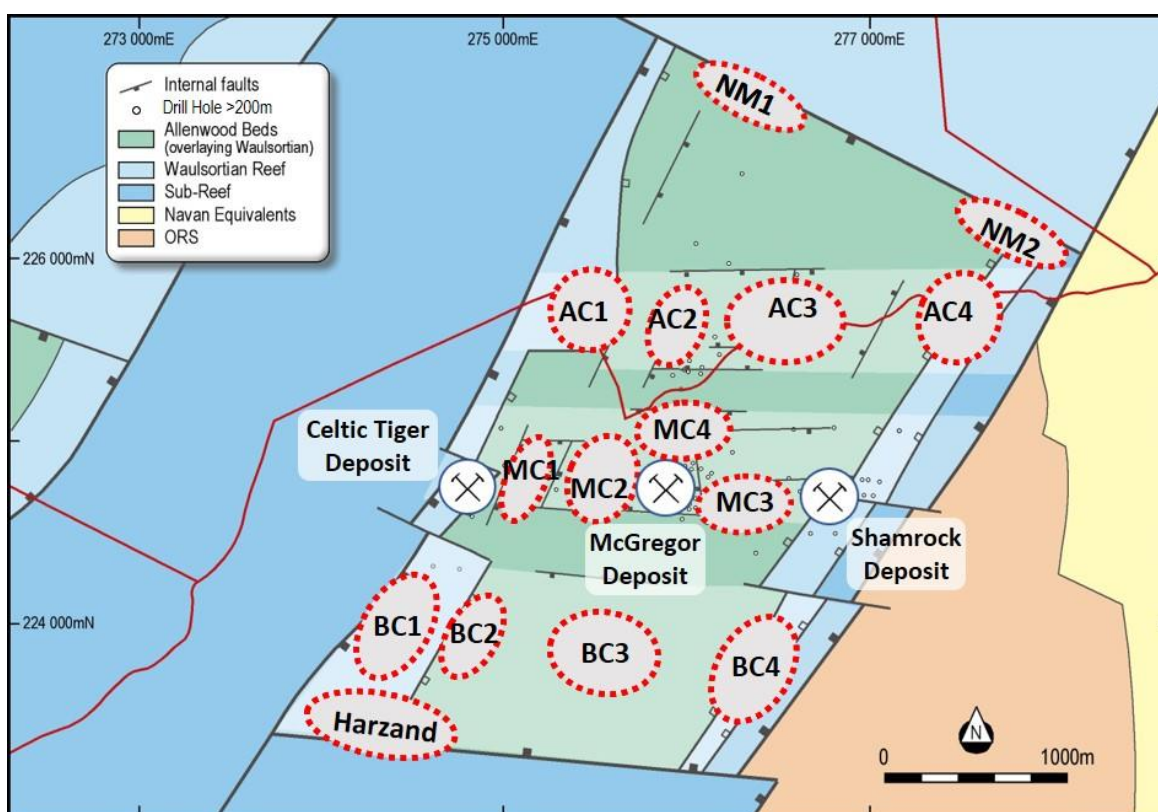 273 000mE
275 000mE
277 000mE
Internal faults
Drill Hole >200m
Allenwood Beds
(overlaying Waulsortian)
Waulsortian Reef
Sub-Reef
Navan Equivalents
ORS
NM1
NM2
226 000mN
AC1
AC2
AC3
AC4
Celtic Tiger
Deposit
MC1
MC2
MC4
MC3
McGregor
Deposit
Shamrock
Deposit
224 000mN
BC1
BC2
BC3
BC4
Harzand
N
0
1000m